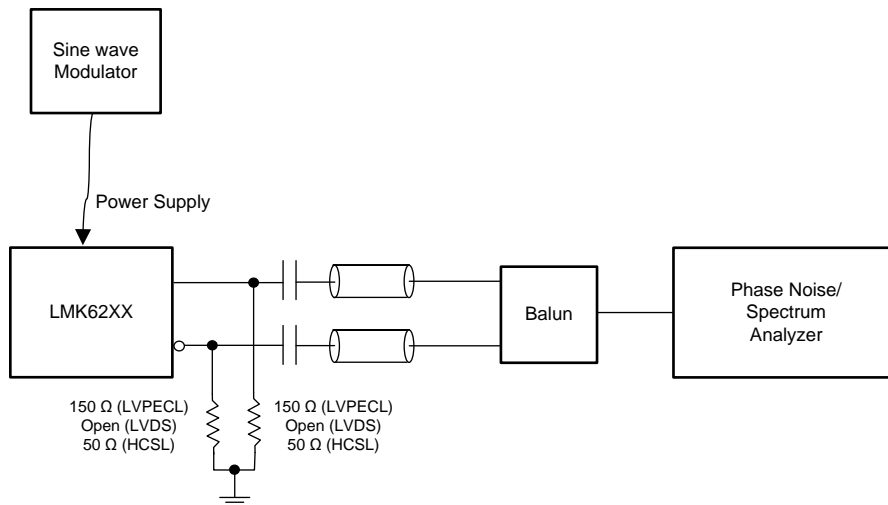 Sine wave
Modulator
Power Supply
LMK62XX
Balun
Phase Noise/
Spectrum
Analyzer
150 Ω (LVPECL)
Open (LVDS)
50 Ω (HCSL)
150 Ω (LVPECL)
Open (LVDS)
50 Ω (HCSL)